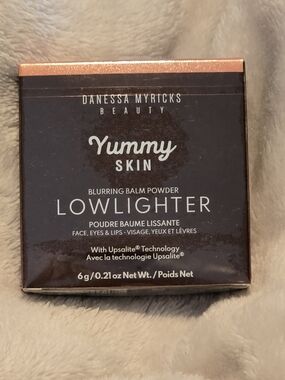 DANESSA MYRICKS
BEAUTY
Yummy
SKIN
BLURRING BALM POWDER
LOWLIGHTER
POUDRE BAUME LISSANTE
FACE, EYES & LIPS - VISAGE, YEUX ET LÈVRES
With Upsalite® Technology
Avec la technologie Upsalite®
6 g/0.21 oz Net Wt. / Poids Net